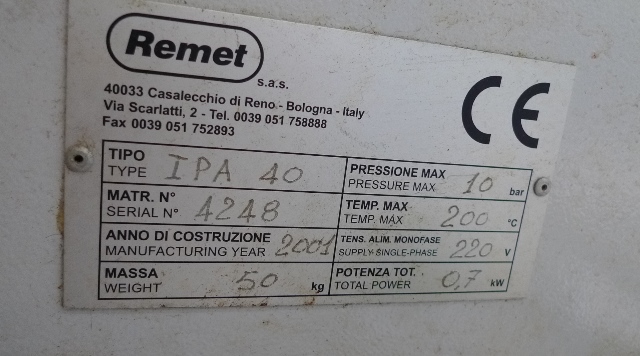 Remet
s.a.s.
40033 Casalecchio di Reno - Bologna - Italy
Via Scarlatti, 2 - Tel. 0039 051 758888
Fax 0039 051 752893
CE
TIPO
TYPE IPA 40
MATR. N°
SERIAL N° 4248
ANNO DI COSTRUZIONE
MANUFACTURING YEAR 2001
MASSA
WEIGHT 50 kg
PRESSIONE MAX
PRESSURE MAX 10 bar
TEMP. MAX
TEMP. MAX 200 °C
TENS. ALIM. MONOFASE
SUPPLY SINGLE-PHASE 220 V
POTENZA TOT.
TOTAL POWER 0,7 kW